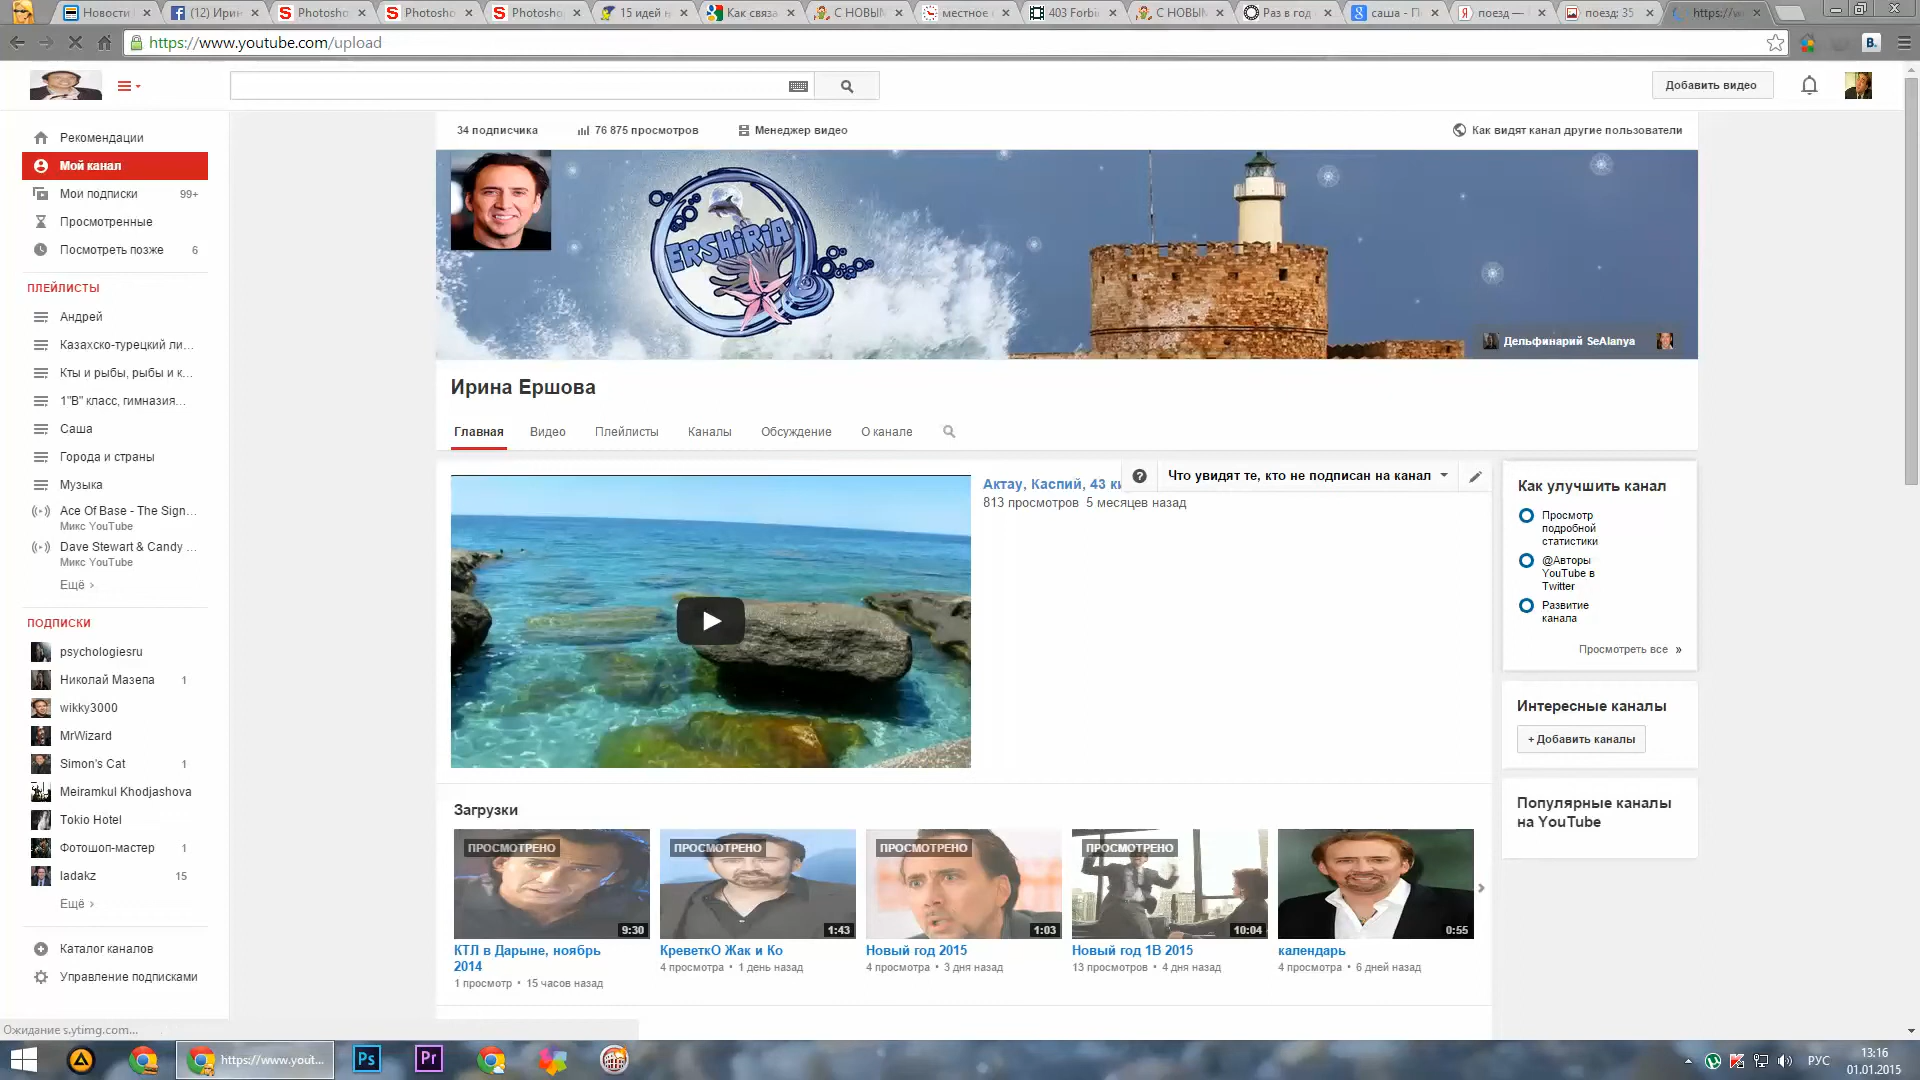 Новости
(12) Ирин
Photosho
Photosho
Photosho
15 идей н
Как связа
С НОВЫМ
местное
403 Forbi
С НОВЫМ
Раз в год
саша - П
поезд —
поезд: 35
https://w
https://www.youtube.com/upload
Добавить видео
34 подписчика
76 875 просмотров
Менеджер видео
Как видят канал другие пользователи
Рекомендации
Мой канал
Мои подписки 99+
Просмотренные
Посмотреть позже 6
ПЛЕЙЛИСТЫ
Андрей
Казахско-турецкий ли...
Кты и рыбы, рыбы и к...
1"В" класс, гимназия...
Саша
Города и страны
Музыка
Ace Of Base - The Sign...
Микс YouTube
Dave Stewart & Candy ...
Микс YouTube
Ещё ›
ПОДПИСКИ
psychologiesru
Николай Мазепа 1
wikky3000
MrWizard
Simon's Cat 1
Meiramkul Khodjashova
Tokio Hotel
Фотошоп-мастер 1
ladakz 15
Ещё ›
Каталог каналов
Управление подписками
ERSHIRIA
Дельфинарий SeAlanya
Ирина Ершова
Главная
Видео
Плейлисты
Каналы
Обсуждение
О канале
Актау, Каспий, 43 ки
Что увидят те, кто не подписан на канал
813 просмотров 5 месяцев назад
Как улучшить канал
Просмотр
подробной
статистики
@Авторы
YouTube в
Twitter
Развитие
канала
Просмотреть все »
Интересные каналы
+ Добавить каналы
Популярные каналы
на YouTube
Загрузки
ПРОСМОТРЕНО
9:30
КТЛ в Дарыне, ноябрь
2014
1 просмотр • 15 часов назад
ПРОСМОТРЕНО
1:43
КреветкО Жак и Ко
4 просмотра • 1 день назад
ПРОСМОТРЕНО
1:03
Новый год 2015
4 просмотра • 3 дня назад
ПРОСМОТРЕНО
10:04
Новый год 1В 2015
13 просмотров • 4 дня назад
0:55
календарь
4 просмотра • 6 дней назад
Ожидание s.ytimg.com...
https://www.yout...
Ps
Pr
РУС
13:16
01.01.2015